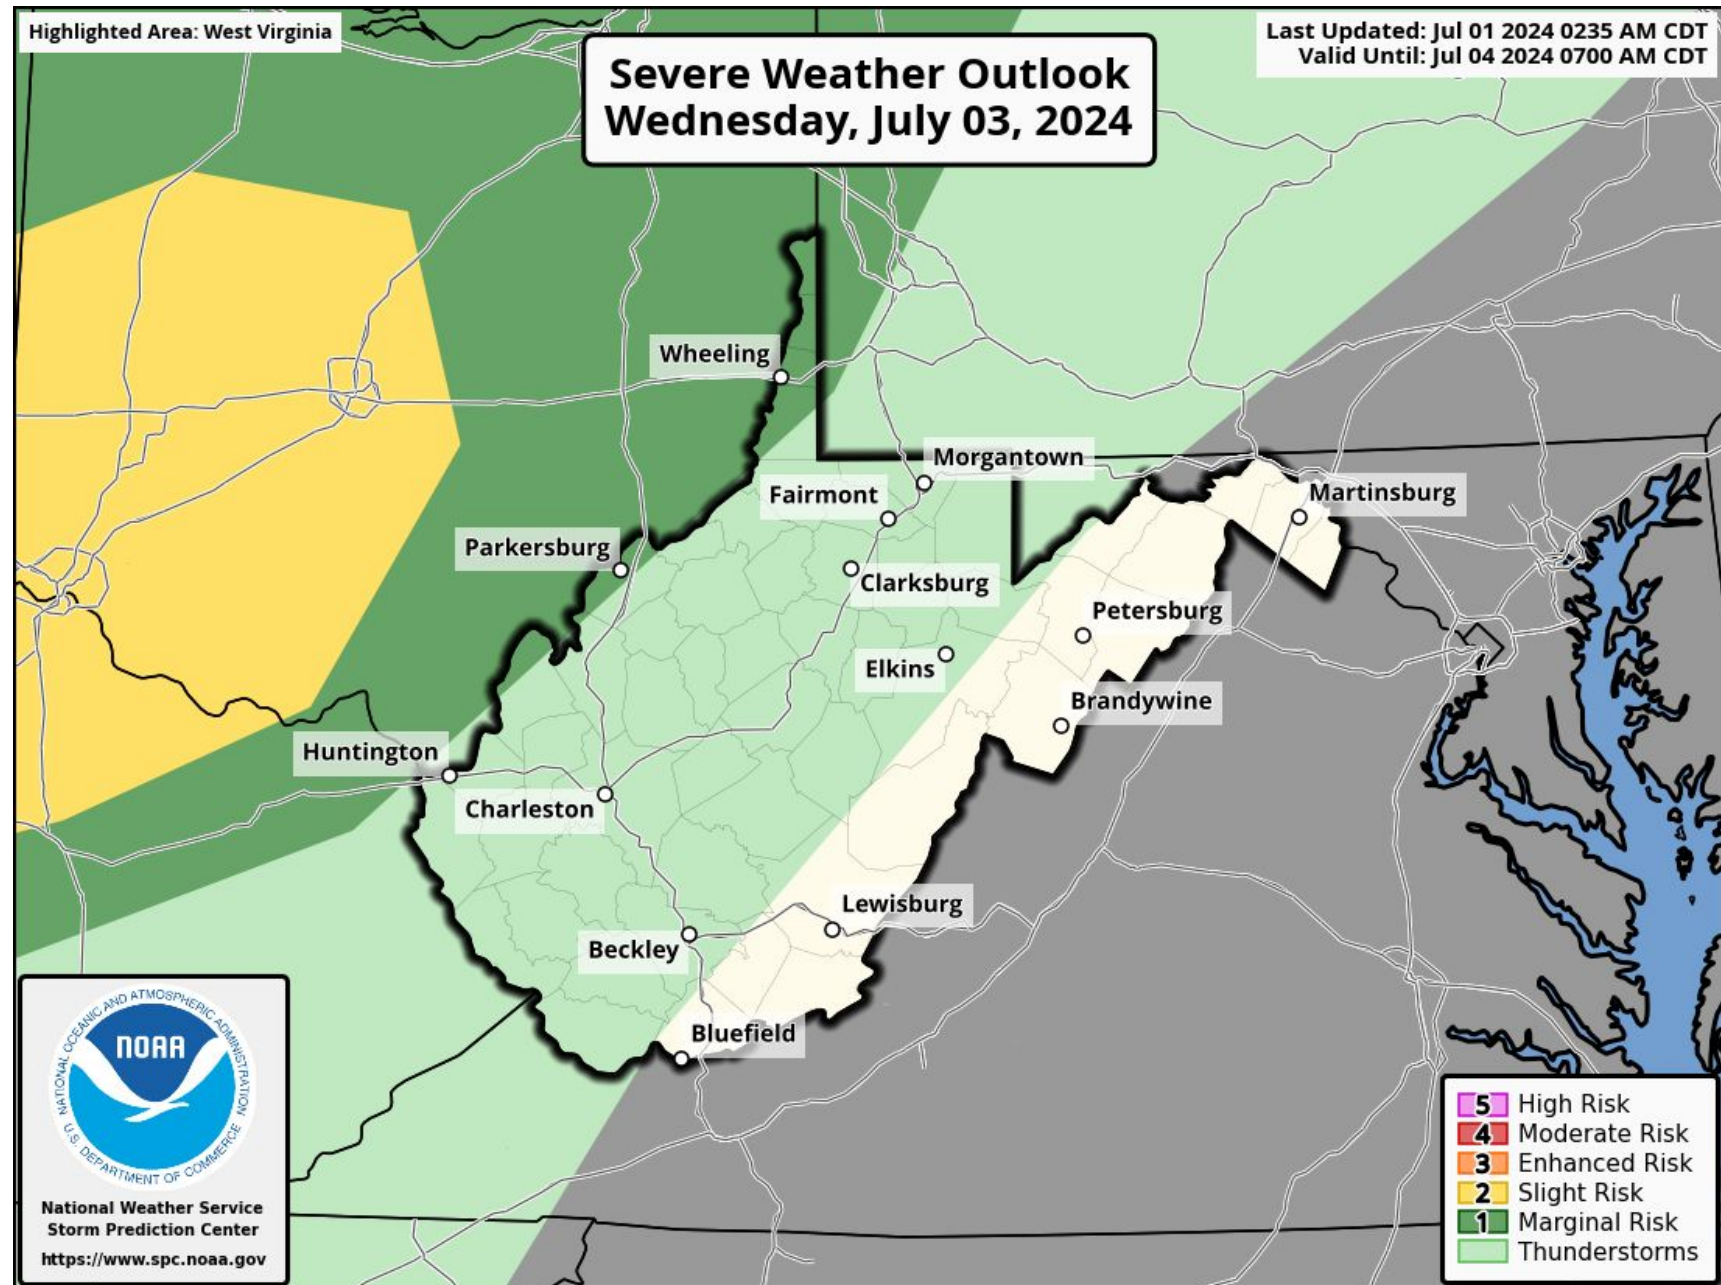 Highlighted Area: West Virginia
Last Updated: Jul 01 2024 0235 AM CDT
Valid Until: Jul 04 2024 0700 AM CDT
Severe Weather Outlook
Wednesday, July 03, 2024
Wheeling
Morgantown
Fairmont
Martinsburg
Parkersburg
Clarksburg
Petersburg
Elkins
Brandywine
Huntington
Charleston
Lewisburg
Beckley
Bluefield
NATIONAL OCEANIC AND ATMOSPHERIC ADMINISTRATION
NOAA
U.S. DEPARTMENT OF COMMERCE
National Weather Service
Storm Prediction Center
https://www.spc.noaa.gov
5 High Risk
4 Moderate Risk
3 Enhanced Risk
2 Slight Risk
1 Marginal Risk
Thunderstorms